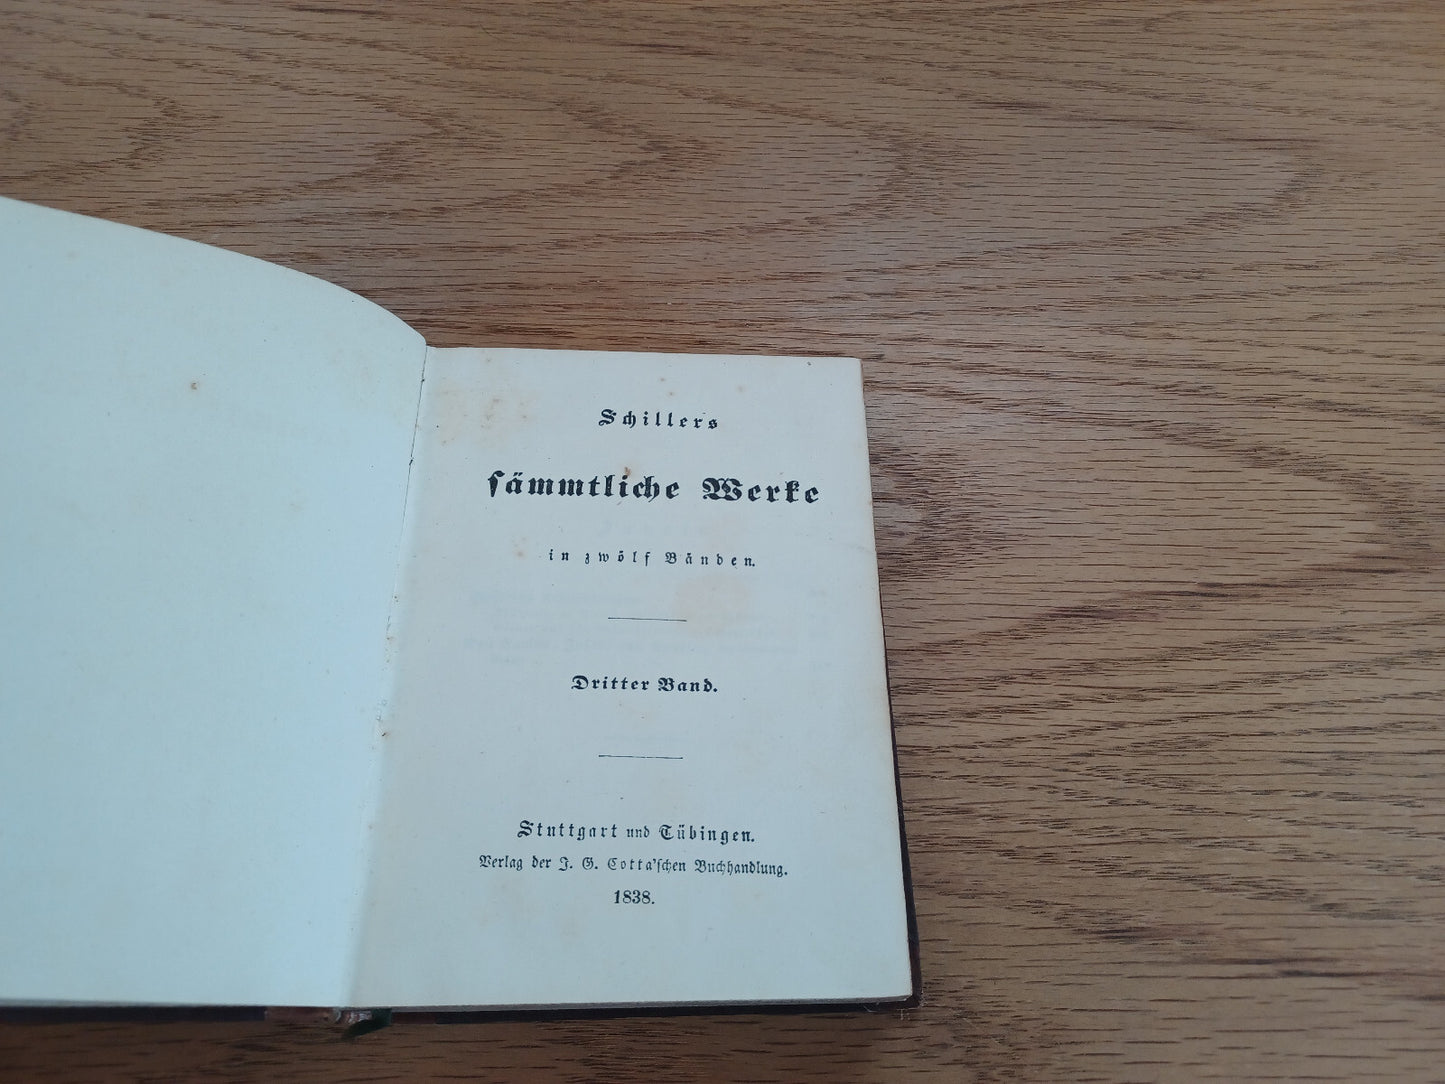 Schillers
sämmtliche Werke
in zwölf Bänden.
Dritter Band.
Stuttgart und Tübingen.
Verlag der J. G. Cotta'schen Buchhandlung.
1838.